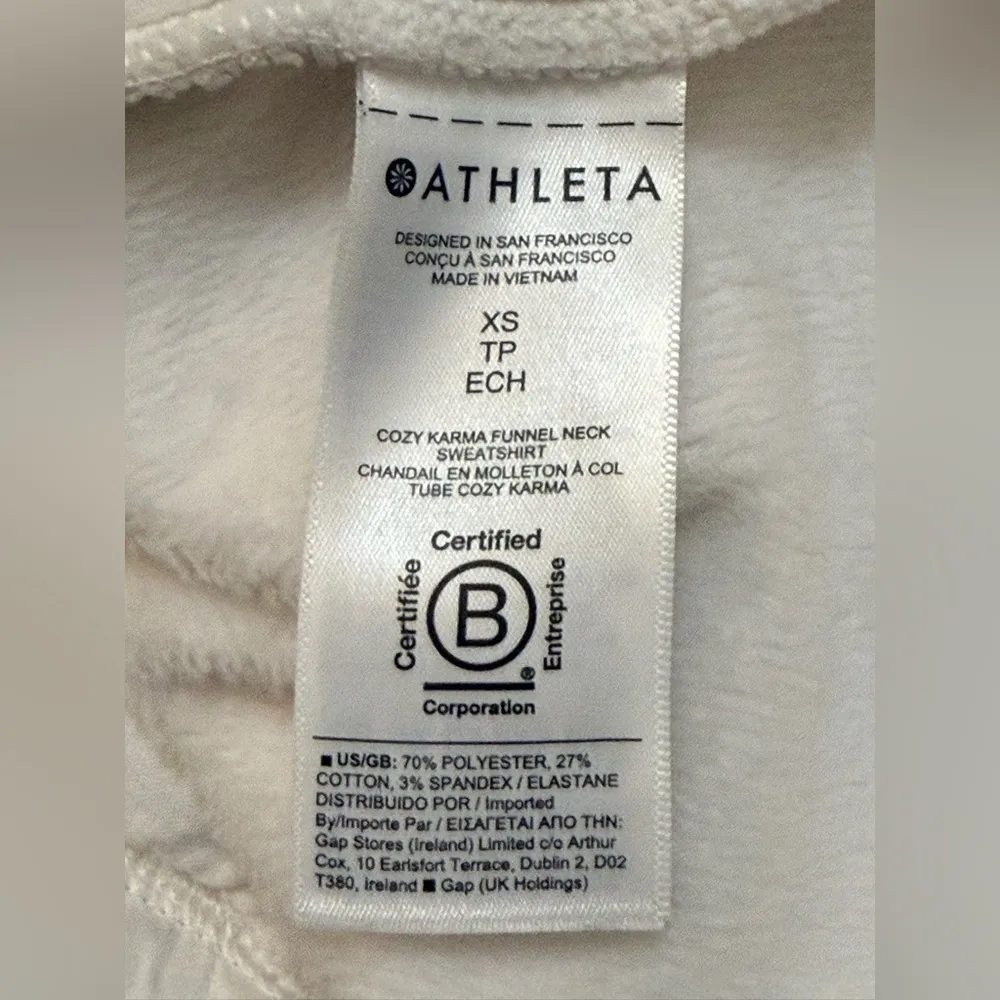 ATHLETA
DESIGNED IN SAN FRANCISCO
CONÇU À SAN FRANCISCO
MADE IN VIETNAM
XS
TP
ECH
COZY KARMA FUNNEL NECK
SWEATSHIRT
CHANDAIL EN MOLLETON À COL
TUBE COZY KARMA
Certified
Certifiée
B
Entreprise
®
Corporation
■ US/GB: 70% POLYESTER, 27%
COTTON, 3% SPANDEX / ELASTANE
DISTRIBUIDO POR / Imported
By/Importe Par / ΕΙΣΑΓΕΤΑΙ ΑΠΟ ΤΗΝ:
Gap Stores (Ireland) Limited c/o Arthur
Cox, 10 Earlsfort Terrace, Dublin 2, D02
T380, Ireland ■ Gap (UK Holdings)